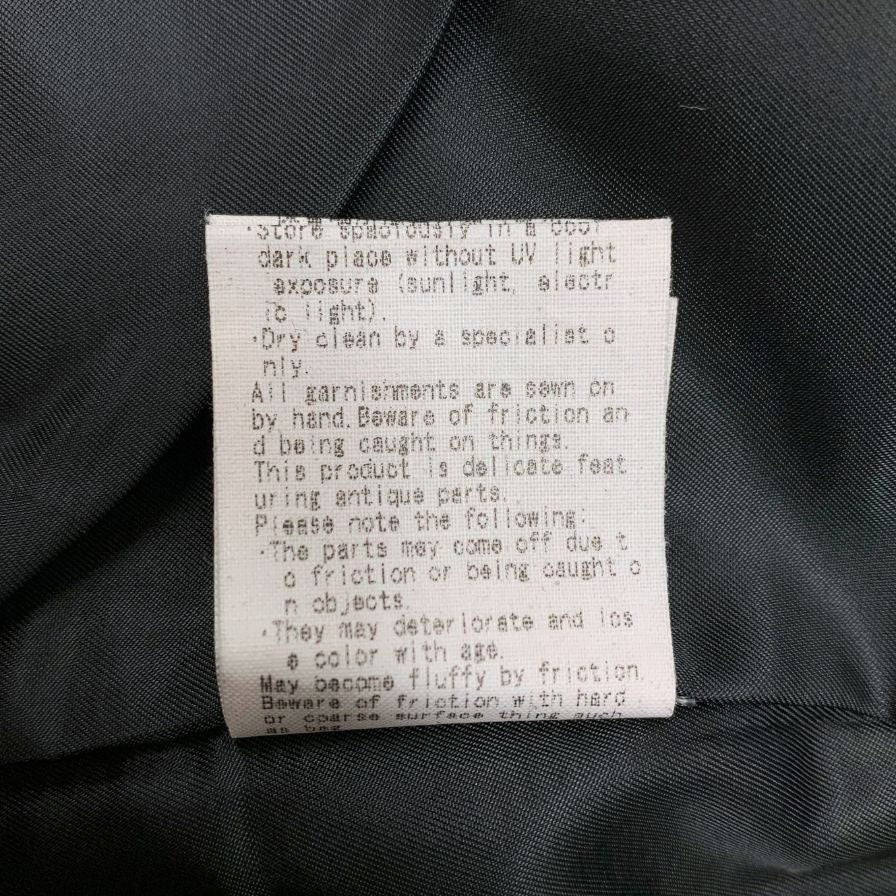 ·Store spaciously in a cool
dark place without UV light
exposure (sunlight, electr
ic light).
·Dry clean by a specialist o
nly.
All garnishments are sewn on
by hand. Beware of friction an
d being caught on things.
This product is delicate feat
uring antique parts.
Please note the following:
·The parts may come off due t
o friction or being caught o
n objects.
·They may deteriorate and los
e color with age.
May become fluffy by friction.
Beware of friction with hard
or coarse surface thing such
as bag